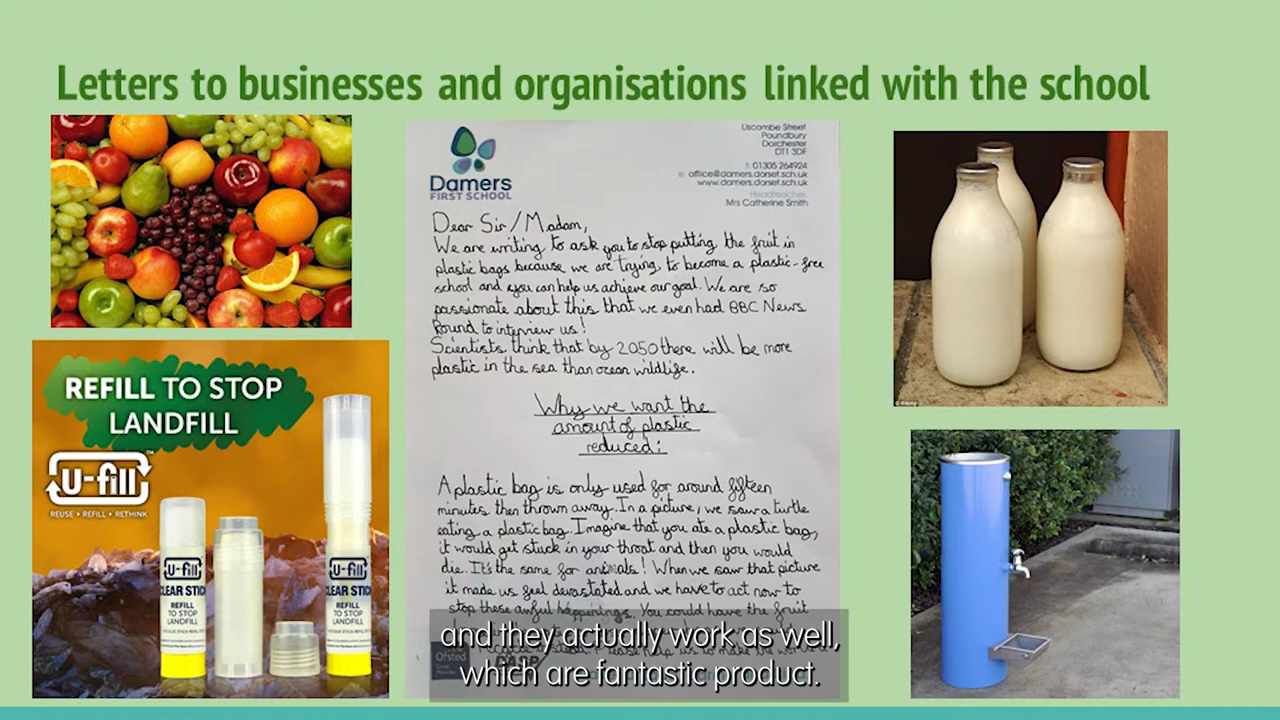 Letters to businesses and organisations linked with the school
REFILL TO STOP
LANDFILL
U-fill
REUSE • REFILL • RETHINK
U-fill
CLEAR STICK
REFILL
TO STOP
LANDFILL
U-fill
CLEAR STICK
REFILL
TO STOP
LANDFILL
Damers
FIRST SCHOOL
Liscombe Street
Poundbury
Dorchester
DT1 3DF
t: 01305 264924
e: office@damers.dorset.sch.uk
www.damers.dorset.sch.uk
Headteacher
Mrs Catherine Smith
Dear Sir/Madam,
We are writing to ask you to stop putting the fruit in
plastic bags because we are trying to become a plastic-free
school and you can help us achieve our goal. We are so
passionate about this that we even had BBC News
Round to interview us!
Scientists think that by 2050 there will be more
plastic in the sea than ocean wildlife.
Why we want the
amount of plastic
reduced:
A plastic bag is only used for around fifteen
minutes then thrown away. In a picture, we saw a turtle
eating a plastic bag. Imagine that you ate a plastic bag,
it would get stuck in your throat and then you would
die. It's the same for animals! When we saw that picture
it made us feel devastated and we have to act now to
stop these awful happenings. You could have the fruit
Ofsted
and they actually work as well,
which are fantastic product.